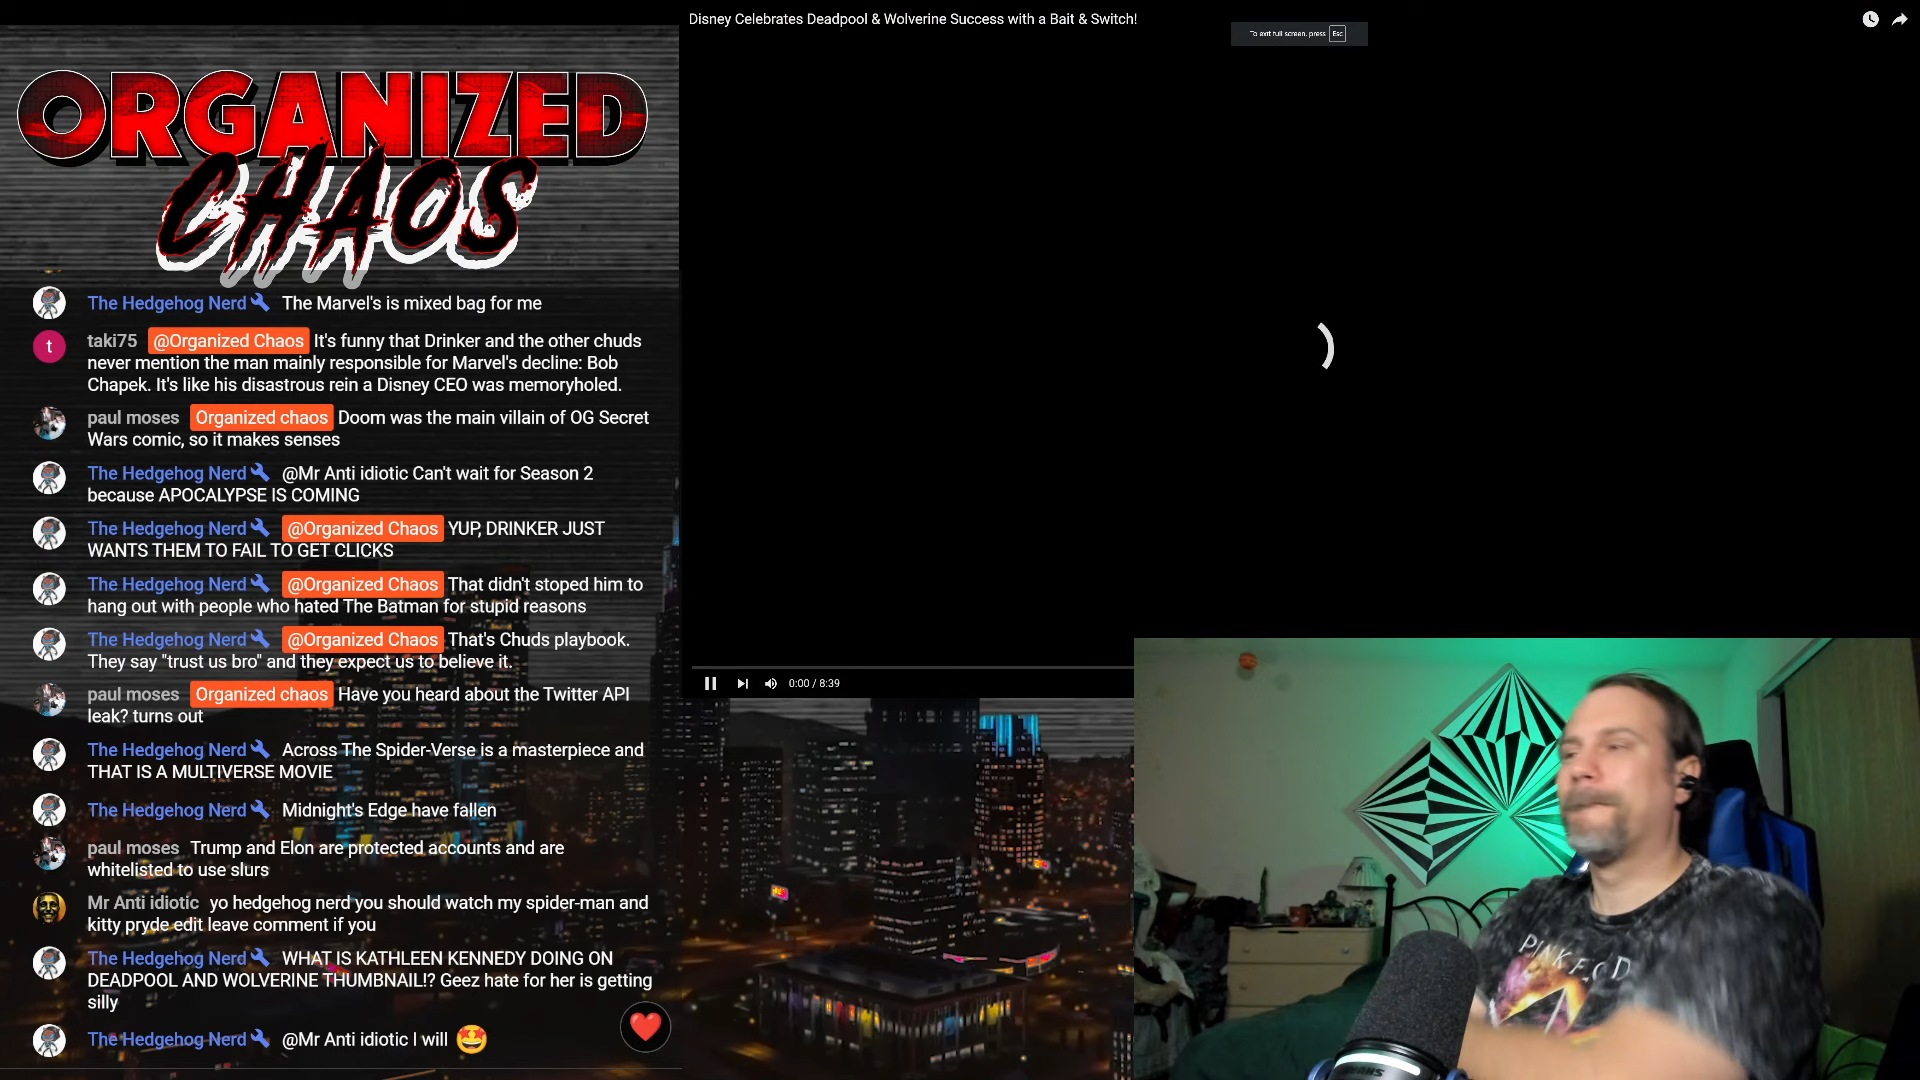 Disney Celebrates Deadpool & Wolverine Success with a Bait & Switch!
To exit full screen, press Esc
ORGANIZED
CHAOS
The Hedgehog Nerd The Marvel's is mixed bag for me
t
taki75 @Organized Chaos It's funny that Drinker and the other chuds
never mention the man mainly responsible for Marvel's decline: Bob
Chapek. It's like his disastrous rein a Disney CEO was memoryholed.
paul moses Organized chaos Doom was the main villain of OG Secret
Wars comic, so it makes senses
The Hedgehog Nerd @Mr Anti idiotic Can't wait for Season 2
because APOCALYPSE IS COMING
The Hedgehog Nerd @Organized Chaos YUP, DRINKER JUST
WANTS THEM TO FAIL TO GET CLICKS
The Hedgehog Nerd @Organized Chaos That didn't stoped him to
hang out with people who hated The Batman for stupid reasons
The Hedgehog Nerd @Organized Chaos That's Chuds playbook.
They say "trust us bro" and they expect us to believe it.
paul moses Organized chaos Have you heard about the Twitter API
leak? turns out
The Hedgehog Nerd Across The Spider-Verse is a masterpiece and
THAT IS A MULTIVERSE MOVIE
The Hedgehog Nerd Midnight's Edge have fallen
paul moses Trump and Elon are protected accounts and are
whitelisted to use slurs
Mr Anti idiotic yo hedgehog nerd you should watch my spider-man and
kitty pryde edit leave comment if you
The Hedgehog Nerd WHAT IS KATHLEEN KENNEDY DOING ON
DEADPOOL AND WOLVERINE THUMBNAIL!? Geez hate for her is getting
silly
The Hedgehog Nerd @Mr Anti idiotic I will 🤩
0:00 / 8:39